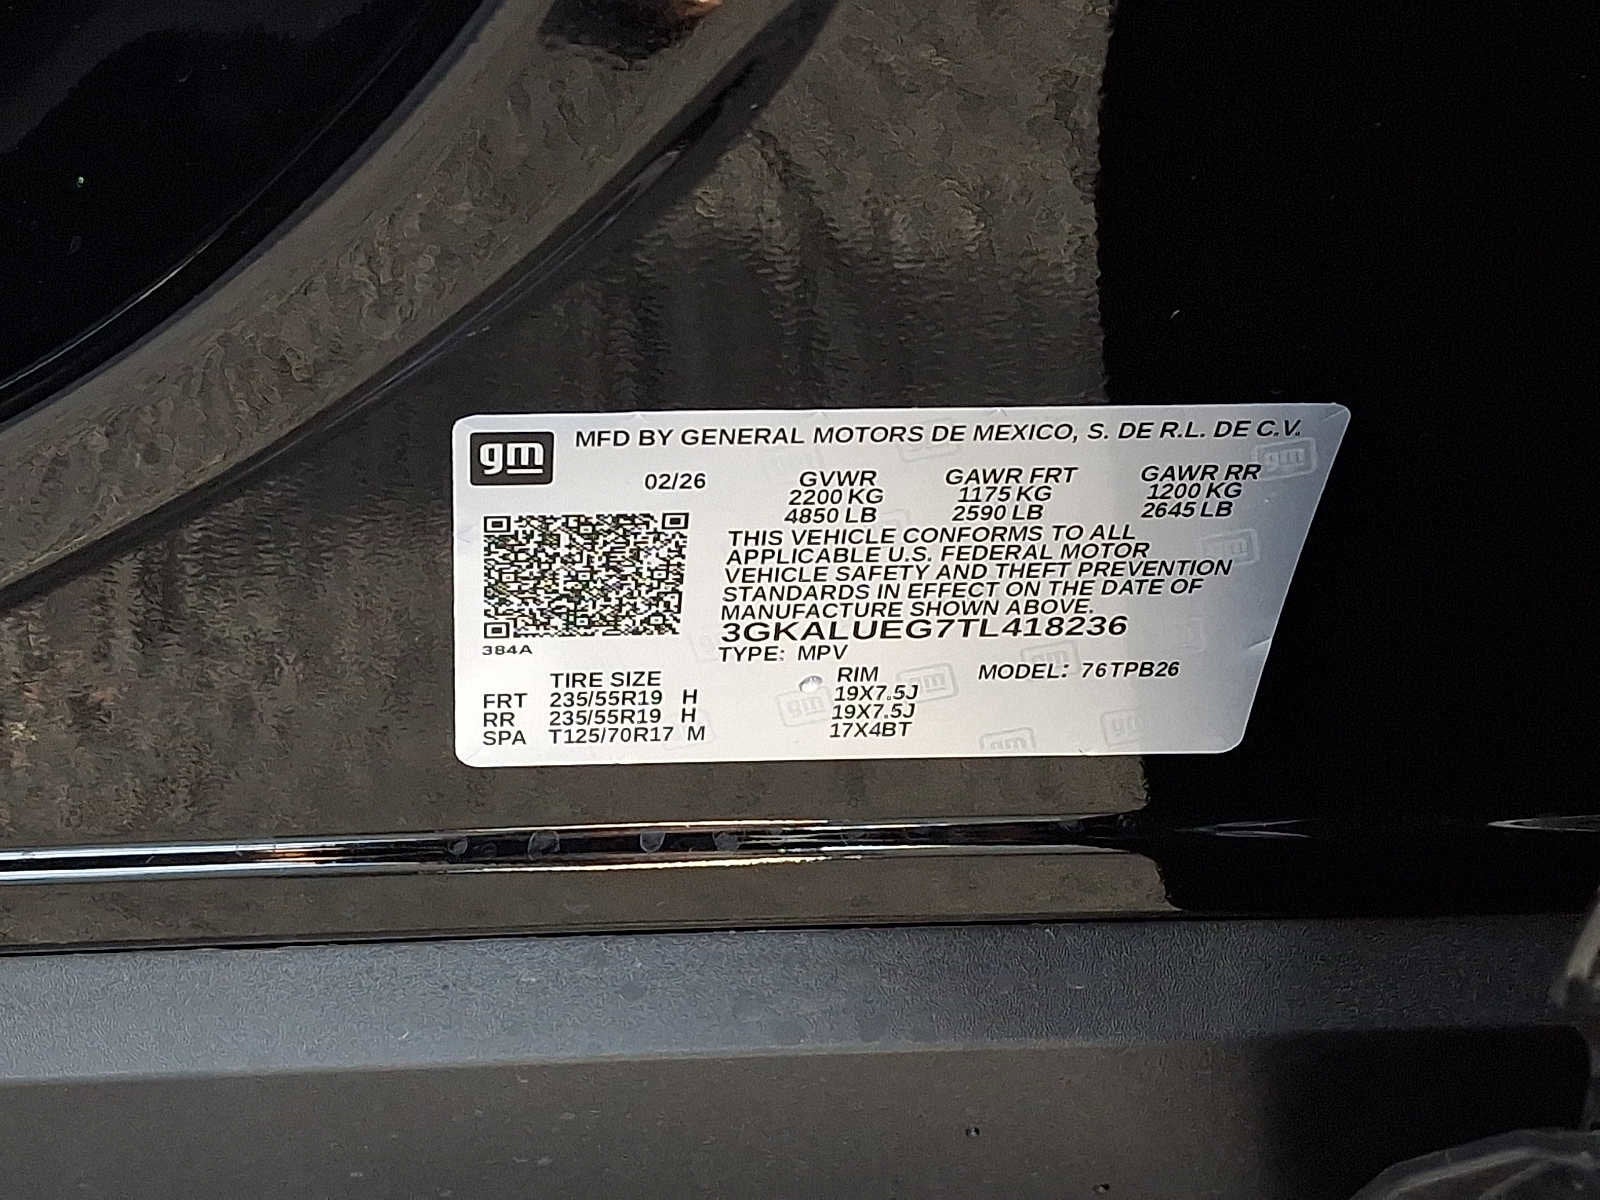 gm
MFD BY GENERAL MOTORS DE MEXICO, S. DE R.L. DE C.V.
02/26 GVWR GAWR FRT GAWR RR
2200 KG 1175 KG 1200 KG
4850 LB 2590 LB 2645 LB
THIS VEHICLE CONFORMS TO ALL
APPLICABLE U.S. FEDERAL MOTOR
VEHICLE SAFETY AND THEFT PREVENTION
STANDARDS IN EFFECT ON THE DATE OF
MANUFACTURE SHOWN ABOVE.
3GKALUEG7TL418236
384A
TYPE: MPV
TIRE SIZE RIM MODEL: 76TPB26
FRT 235/55R19 H 19X7.5J
RR 235/55R19 H 19X7.5J
SPA T125/70R17 M 17X4BT